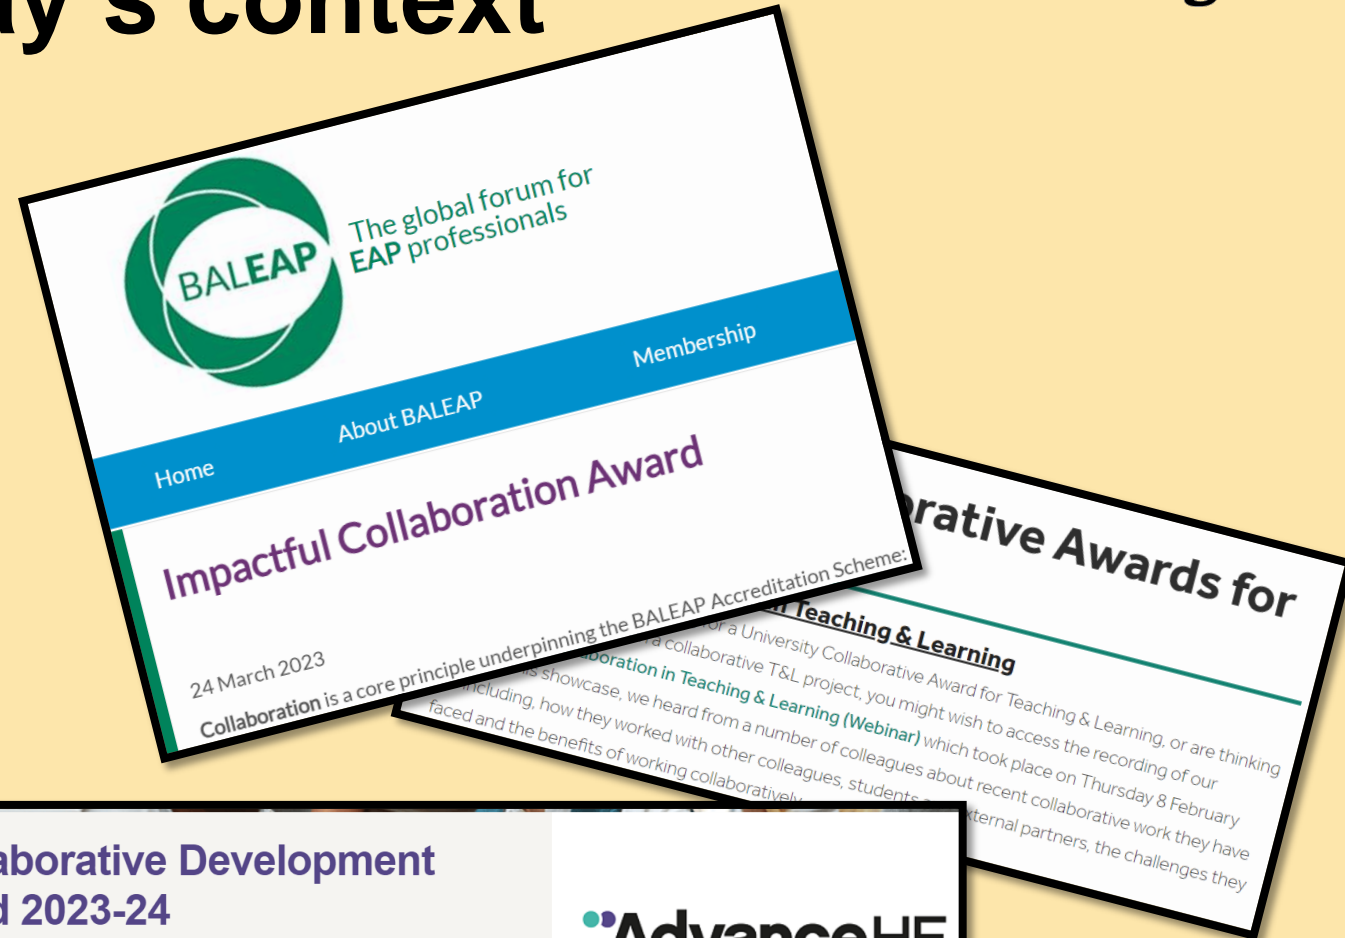 context
The global forum for
EAP professionals
BALEAP
Home
About BALEAP
Membership
Impactful Collaboration Award
24 March 2023
Collaboration is a core principle underpinning the BALEAP Accreditation Scheme:
Awards for
Teaching & Learning
for a University Collaborative Award for Teaching & Learning, or are thinking
a collaborative T&L project, you might wish to access the recording of our
in Teaching & Learning (Webinar) which took place on Thursday 8 February
showcase, we heard from a number of colleagues about recent collaborative work they have
including, how they worked with other colleagues, students external partners, the challenges they
faced and the benefits of working collaboratively
Development
2023-24
AdvanceHE